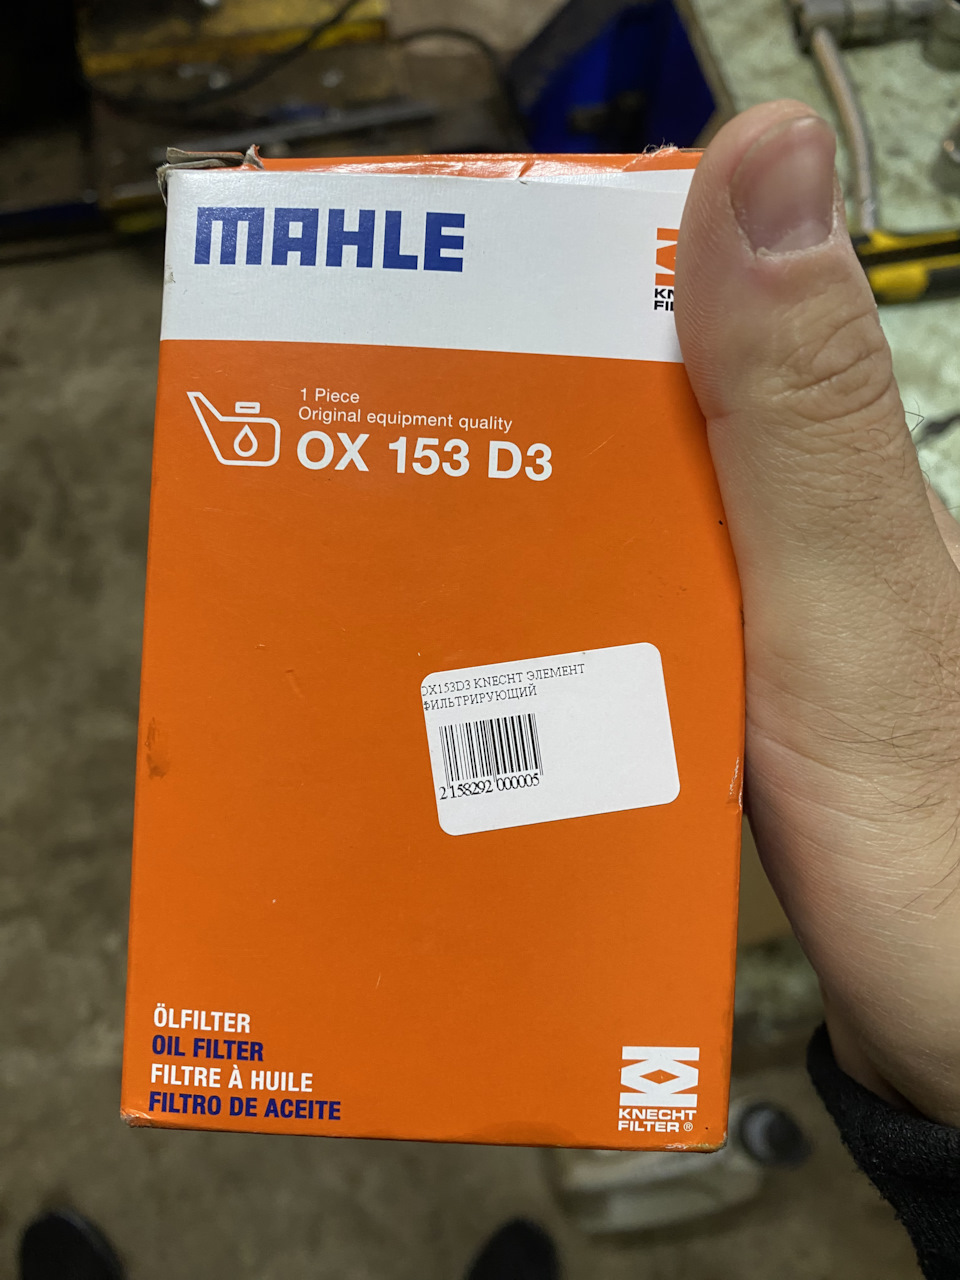 MAHLE
1 Piece
Original equipment quality
OX 153 D3
OX153D3 KNECHT ЭЛЕМЕНТ
ФИЛЬТРИРУЮЩИЙ
2 158292 000005
ÖLFILTER
OIL FILTER
FILTRE À HUILE
FILTRO DE ACEITE
KNECHT
FILTER ®